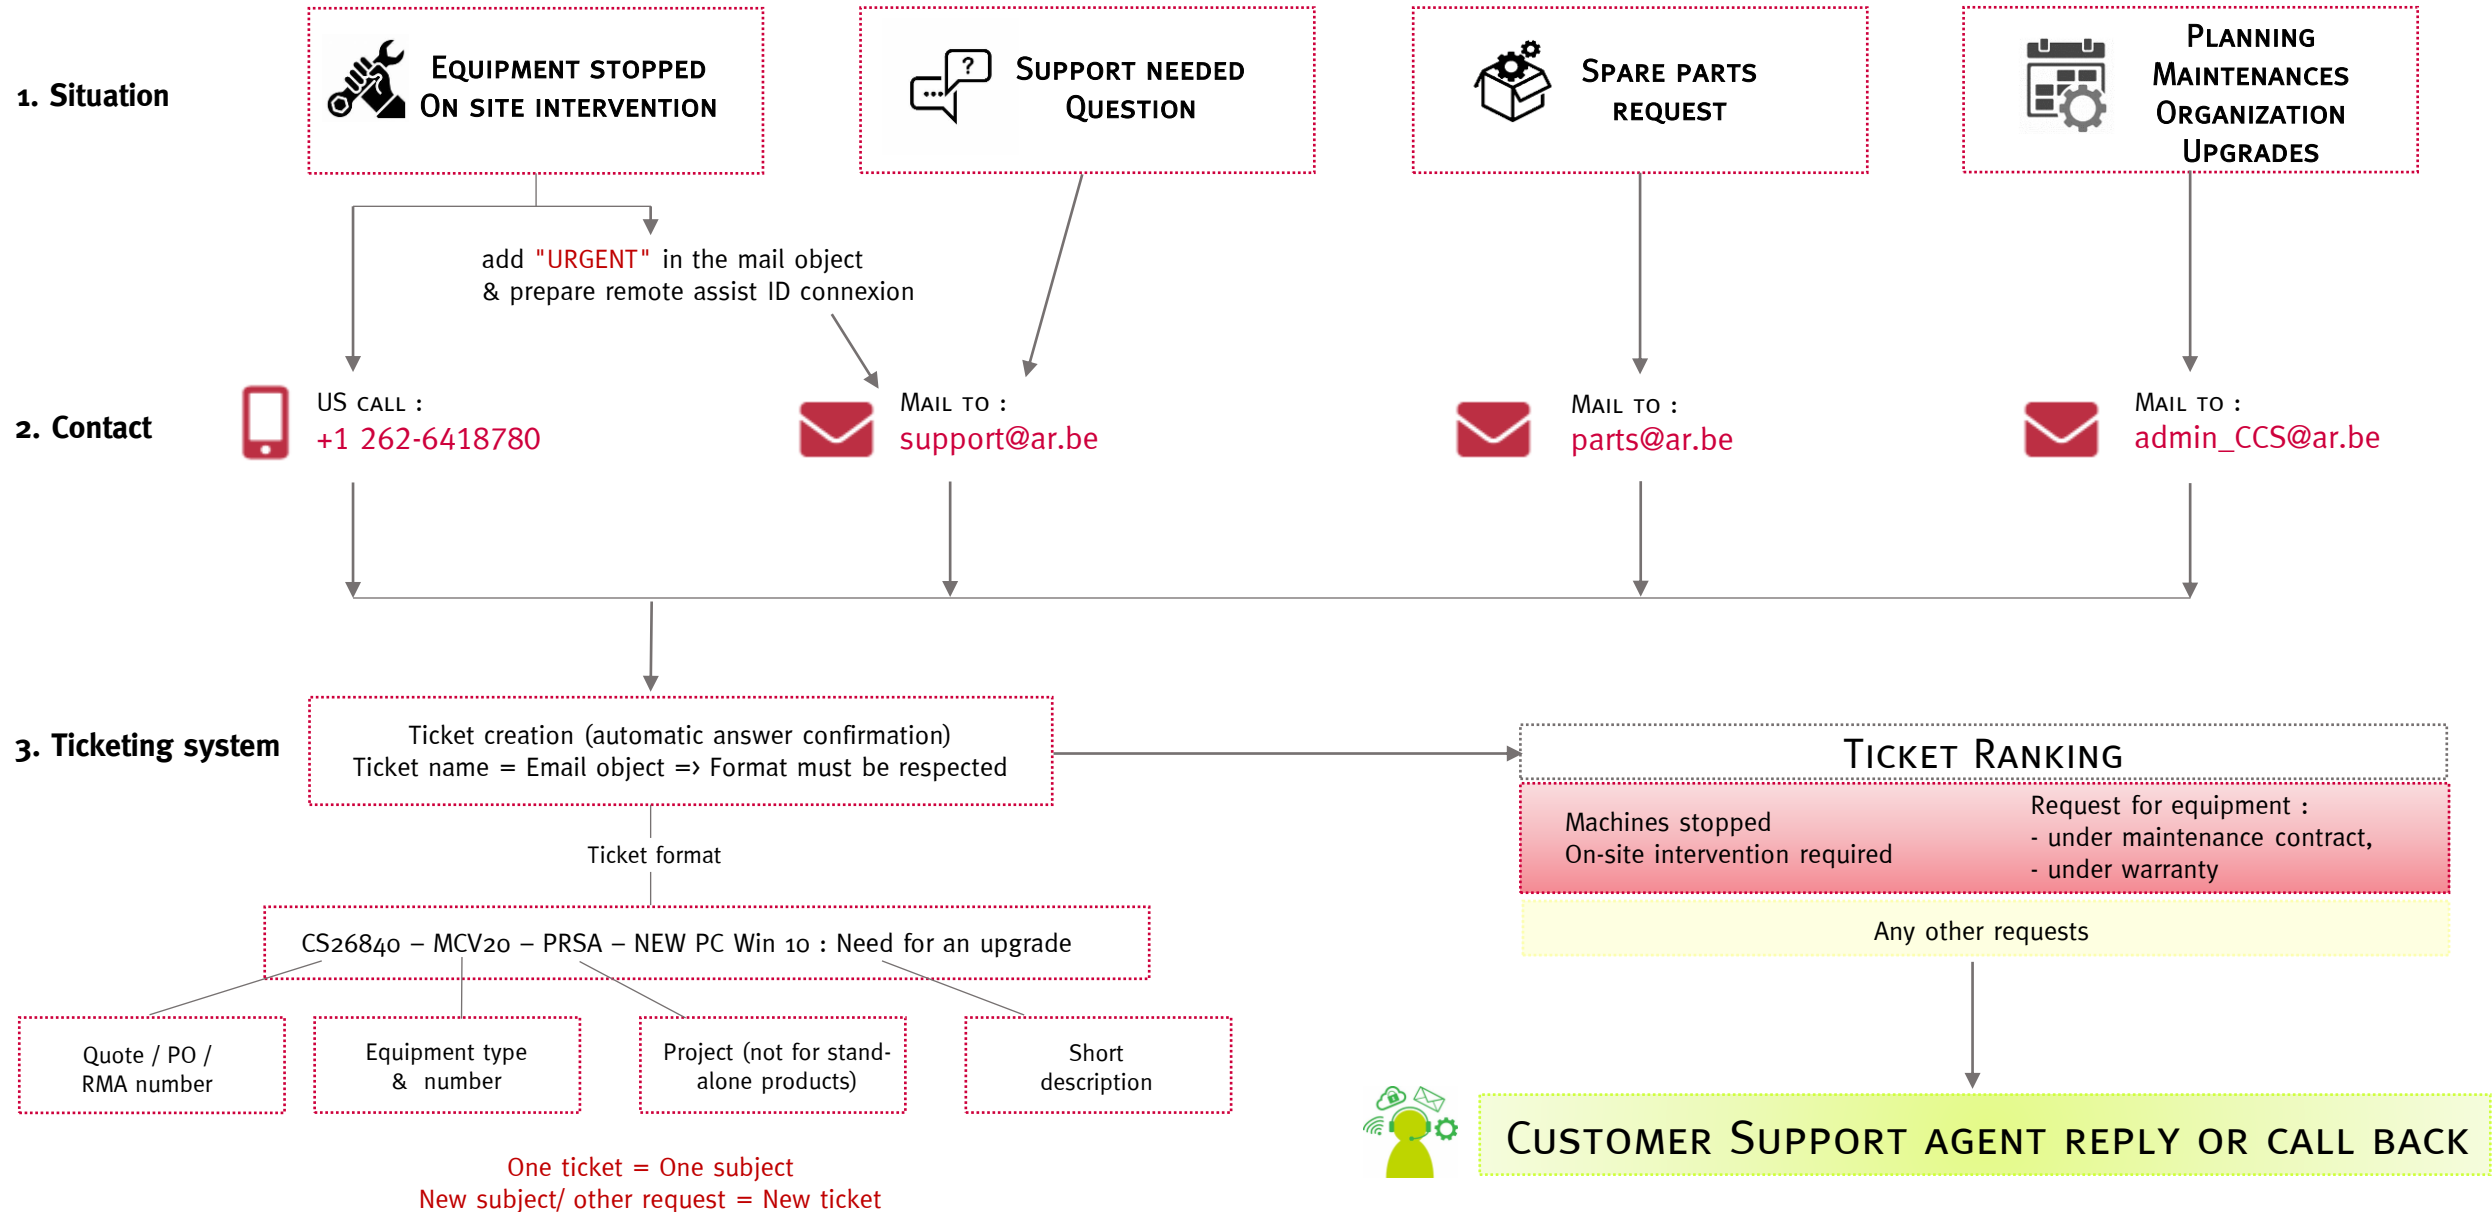 1. Situation
EQUIPMENT STOPPED
ON SITE INTERVENTION
?
SUPPORT NEEDED
QUESTION
SPARE PARTS
REQUEST
PLANNING
MAINTENANCES
ORGANIZATION
UPGRADES
add "URGENT" in the mail object
& prepare remote assist ID connexion
2. Contact
US CALL :
+1 262-6418780
MAIL TO :
support@ar.be
MAIL TO :
parts@ar.be
MAIL TO :
admin_CCS@ar.be
3. Ticketing system
Ticket creation (automatic answer confirmation)
Ticket name = Email object => Format must be respected
Ticket format
CS26840 – MCV20 – PRSA – NEW PC Win 10 : Need for an upgrade
Quote / PO /
RMA number
Equipment type
& number
Project (not for stand-
alone products)
Short
description
One ticket = One subject
New subject/ other request = New ticket
TICKET RANKING
Machines stopped
On-site intervention required
Request for equipment :
- under maintenance contract,
- under warranty
Any other requests
CUSTOMER SUPPORT AGENT REPLY OR CALL BACK